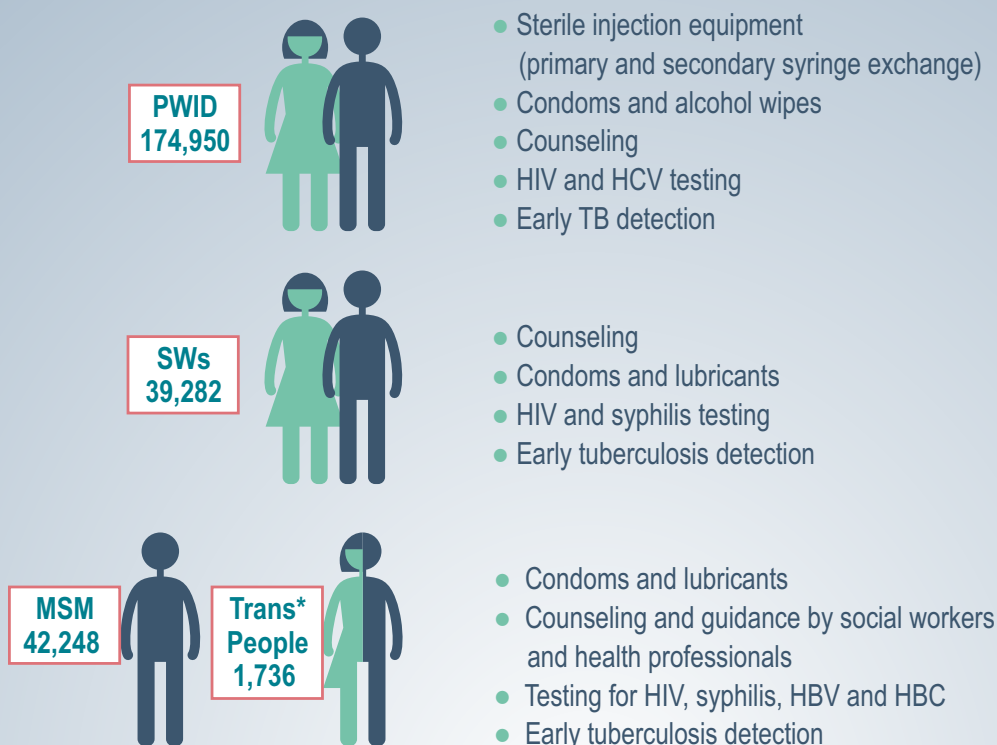 PWID
174,950
● Sterile injection equipment
(primary and secondary syringe exchange)
● Condoms and alcohol wipes
● Counseling
● HIV and HCV testing
● Early TB detection
SWs
39,282
● Counseling
● Condoms and lubricants
● HIV and syphilis testing
● Early tuberculosis detection
MSM
42,248
Trans*
People
1,736
● Condoms and lubricants
● Counseling and guidance by social workers
and health professionals
● Testing for HIV, syphilis, HBV and HBC
● Early tuberculosis detection